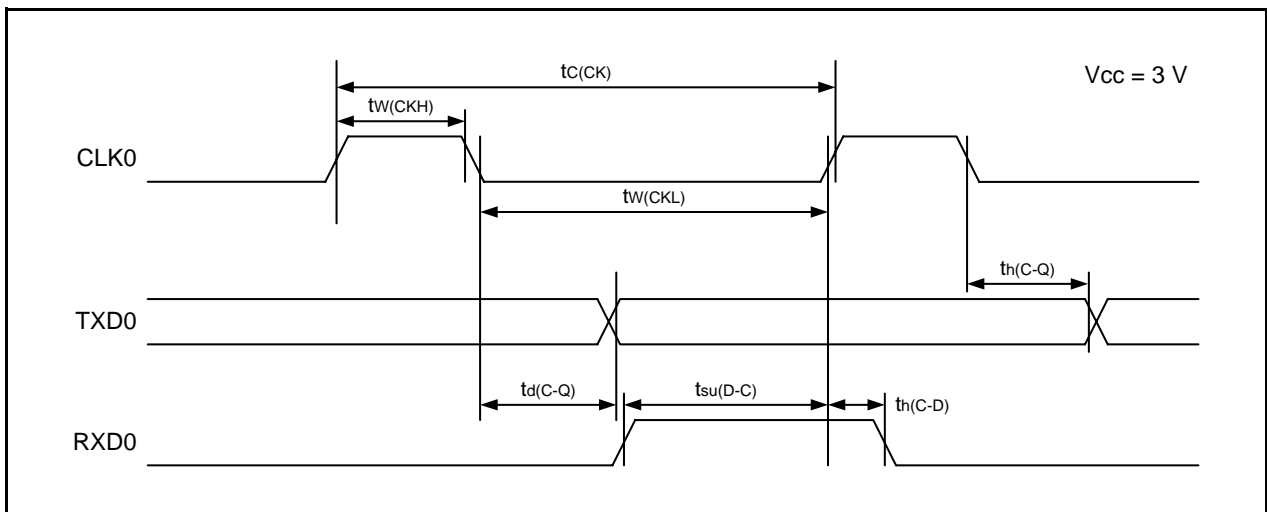 tC(CK)
Vcc = 3 V
tW(CKH)
CLK0
tW(CKL)
th(C-Q)
TXD0
td(C-Q)
tsu(D-C)
th(C-D)
RXD0